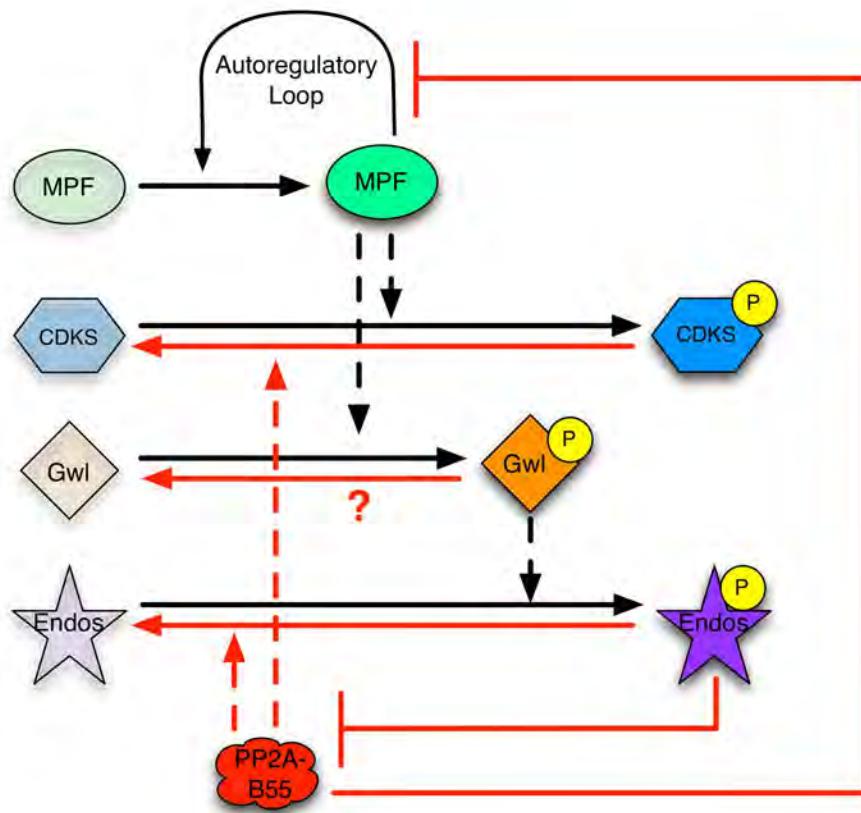 Autoregulatory
Loop
MPF
MPF
P
CDKS
CDKS
P
Gwl
Gwl
?
P
Endos
Endos
PP2A-
B55